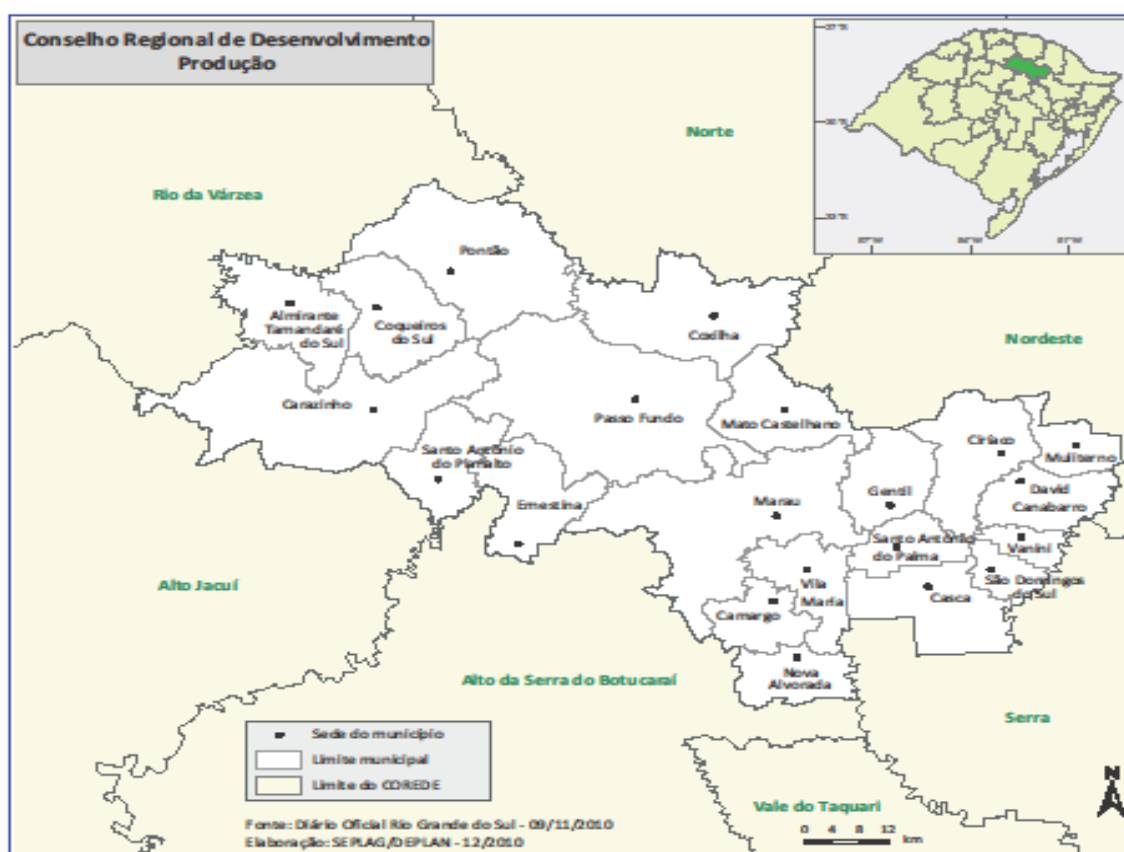 Conselho Regional de Desenvolvimento
Produção
Norte
Rio da Várzea
Pontão
Almirante
Tamandaré
do Sul
Coqueiros
do Sul
Coxilha
Nordeste
Carazinho
Passo Fundo
Mato Castelhano
Ciríaco
Muliterno
Santo Antônio
do Planalto
Ernestina
Marau
Gentil
David
Canabarro
Santo Antônio
do Palma
Vanini
Alto Jacuí
Vila
Maria
São Domingos
do Sul
Casca
Camargo
Nova
Alvorada
Alto da Serra do Botucaraí
Serra
Sede do município
Limite municipal
Limite do COREDE
Vale do Taquari
N
0 4 8 12
km
Fonte: Diário Oficial Rio Grande do Sul - 09/11/2010
Elaboração: SEPLAG/DEPLAN - 12/2010